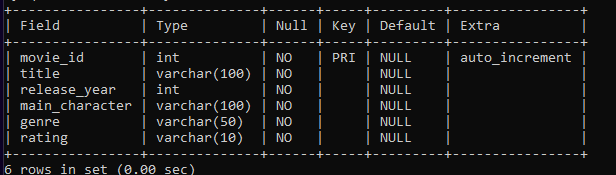 +----------------+--------------+------+-----+---------+----------------+
| Field          | Type         | Null | Key | Default | Extra          |
+----------------+--------------+------+-----+---------+----------------+
| movie_id       | int          | NO   | PRI | NULL    | auto_increment |
| title          | varchar(100) | NO   |     | NULL    |                |
| release_year   | int          | NO   |     | NULL    |                |
| main_character | varchar(100) | NO   |     | NULL    |                |
| genre          | varchar(50)  | NO   |     | NULL    |                |
| rating         | varchar(10)  | NO   |     | NULL    |                |
+----------------+--------------+------+-----+---------+----------------+
6 rows in set (0.00 sec)